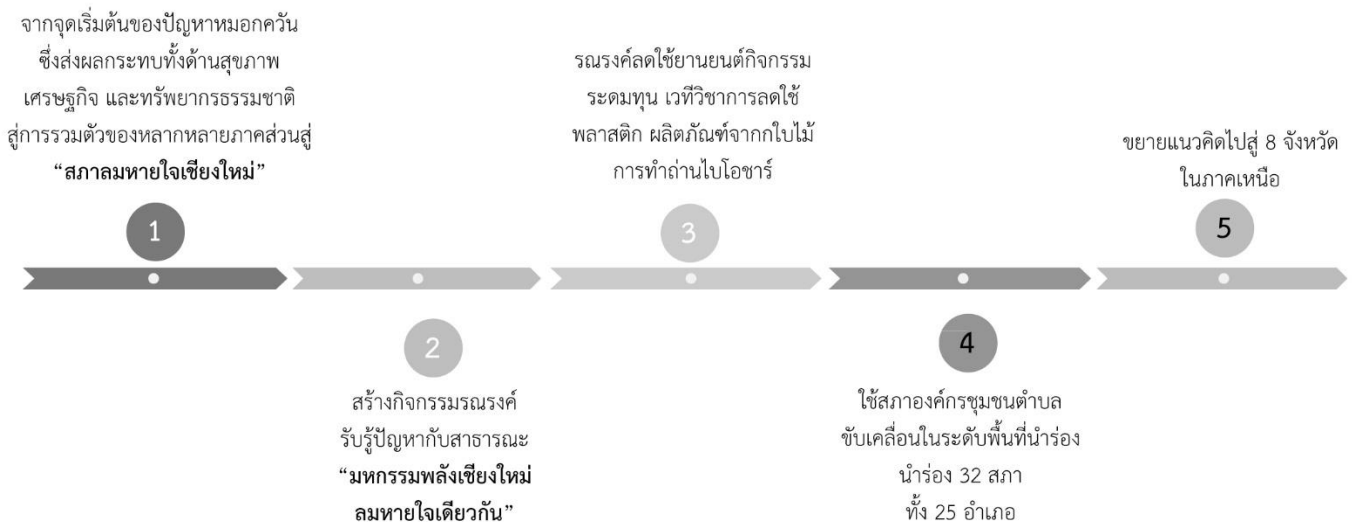 จากจุดเริ่มต้นของปัญหาหมอกควัน
ซึ่งส่งผลกระทบทั้งด้านสุขภาพ
เศรษฐกิจ และทรัพยากรธรรมชาติ
สู่การรวมตัวของหลากหลายภาคส่วนสู่
“สภาลมหายใจเชียงใหม่”
1
2
สร้างกิจกรรมรณรงค์
รับรู้ปัญหากับสาธารณะ
“มหกรรมพลังเชียงใหม่
ลมหายใจเดียวกัน”
รณรงค์ลดใช้ยานยนต์กิจกรรม
ระดมทุน เวทีวิชาการลดใช้
พลาสติก ผลิตภัณฑ์จากกใบไม้
การทำถ่านไบโอชาร์
3
4
ใช้สภาองค์กรชุมชนตำบล
ขับเคลื่อนในระดับพื้นที่นำร่อง
นำร่อง 32 สภา
ทั้ง 25 อำเภอ
ขยายแนวคิดไปสู่ 8 จังหวัด
ในภาคเหนือ
5